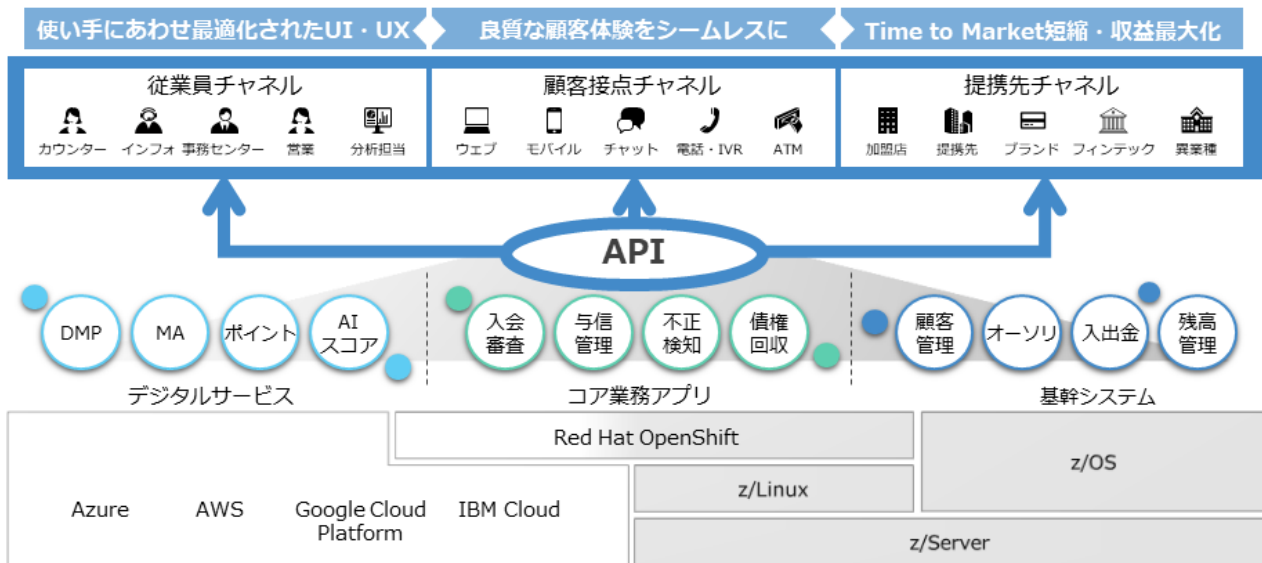 使い手にあわせ最適化されたUI・UX
良質な顧客体験をシームレスに
Time to Market短縮・収益最大化
従業員チャネル
カウンター
インフォ
事務センター
営業
分析担当
顧客接点チャネル
ウェブ
モバイル
チャット
電話・IVR
ATM
提携先チャネル
加盟店
提携先
ブランド
フィンテック
異業種
API
DMP
MA
ポイント
AI
スコア
入会
審査
与信
管理
不正
検知
債権
回収
顧客
管理
オーソリ
入出金
残高
管理
デジタルサービス
コア業務アプリ
基幹システム
Red Hat OpenShift
z/OS
z/Linux
Azure
AWS
Google Cloud
Platform
IBM Cloud
z/Server